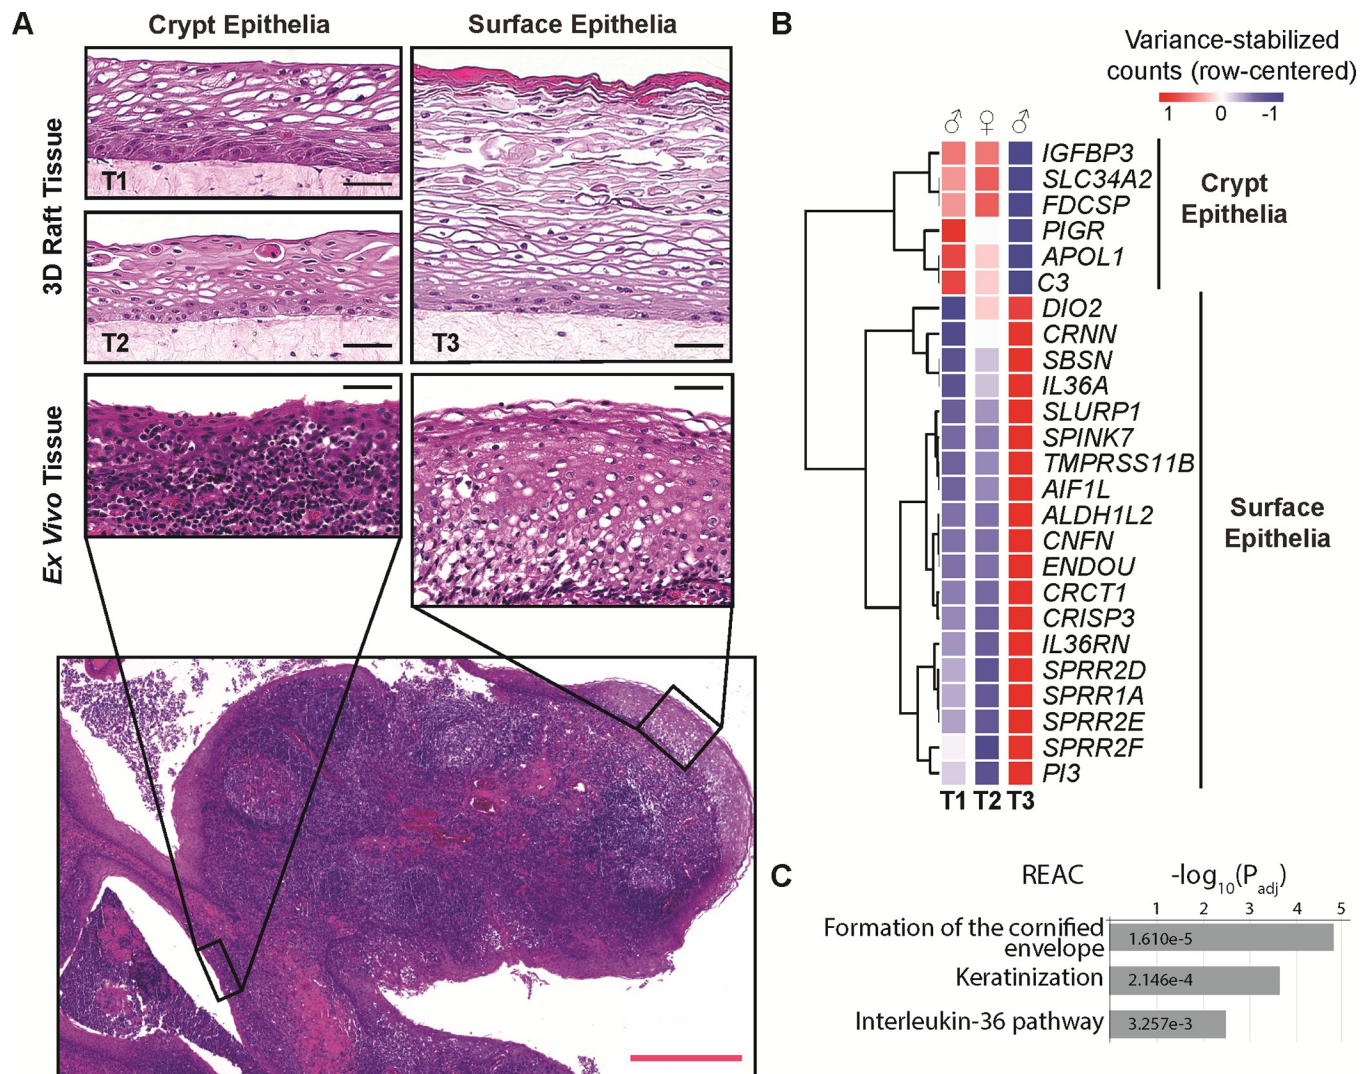 A
Crypt Epithelia
Surface Epithelia
3D Raft Tissue
T1
T2
T3
Ex Vivo Tissue
B
Variance-stabilized
counts (row-centered)
1 0 -1
♂ ♀ ♂
IGFBP3
SLC34A2
FDCSP
PIGR
APOL1
C3
Crypt
Epithelia
DIO2
CRNN
SBSN
IL36A
SLURP1
SPINK7
TMPRSS11B
AIF1L
ALDH1L2
CNFN
ENDOU
CRCT1
CRISP3
IL36RN
SPRR2D
SPRR1A
SPRR2E
SPRR2F
PI3
Surface
Epithelia
T1 T2 T3
C
REAC -log10(Padj)
1 2 3 4 5
Formation of the cornified
envelope
1.610e-5
Keratinization 2.146e-4
Interleukin-36 pathway 3.257e-3